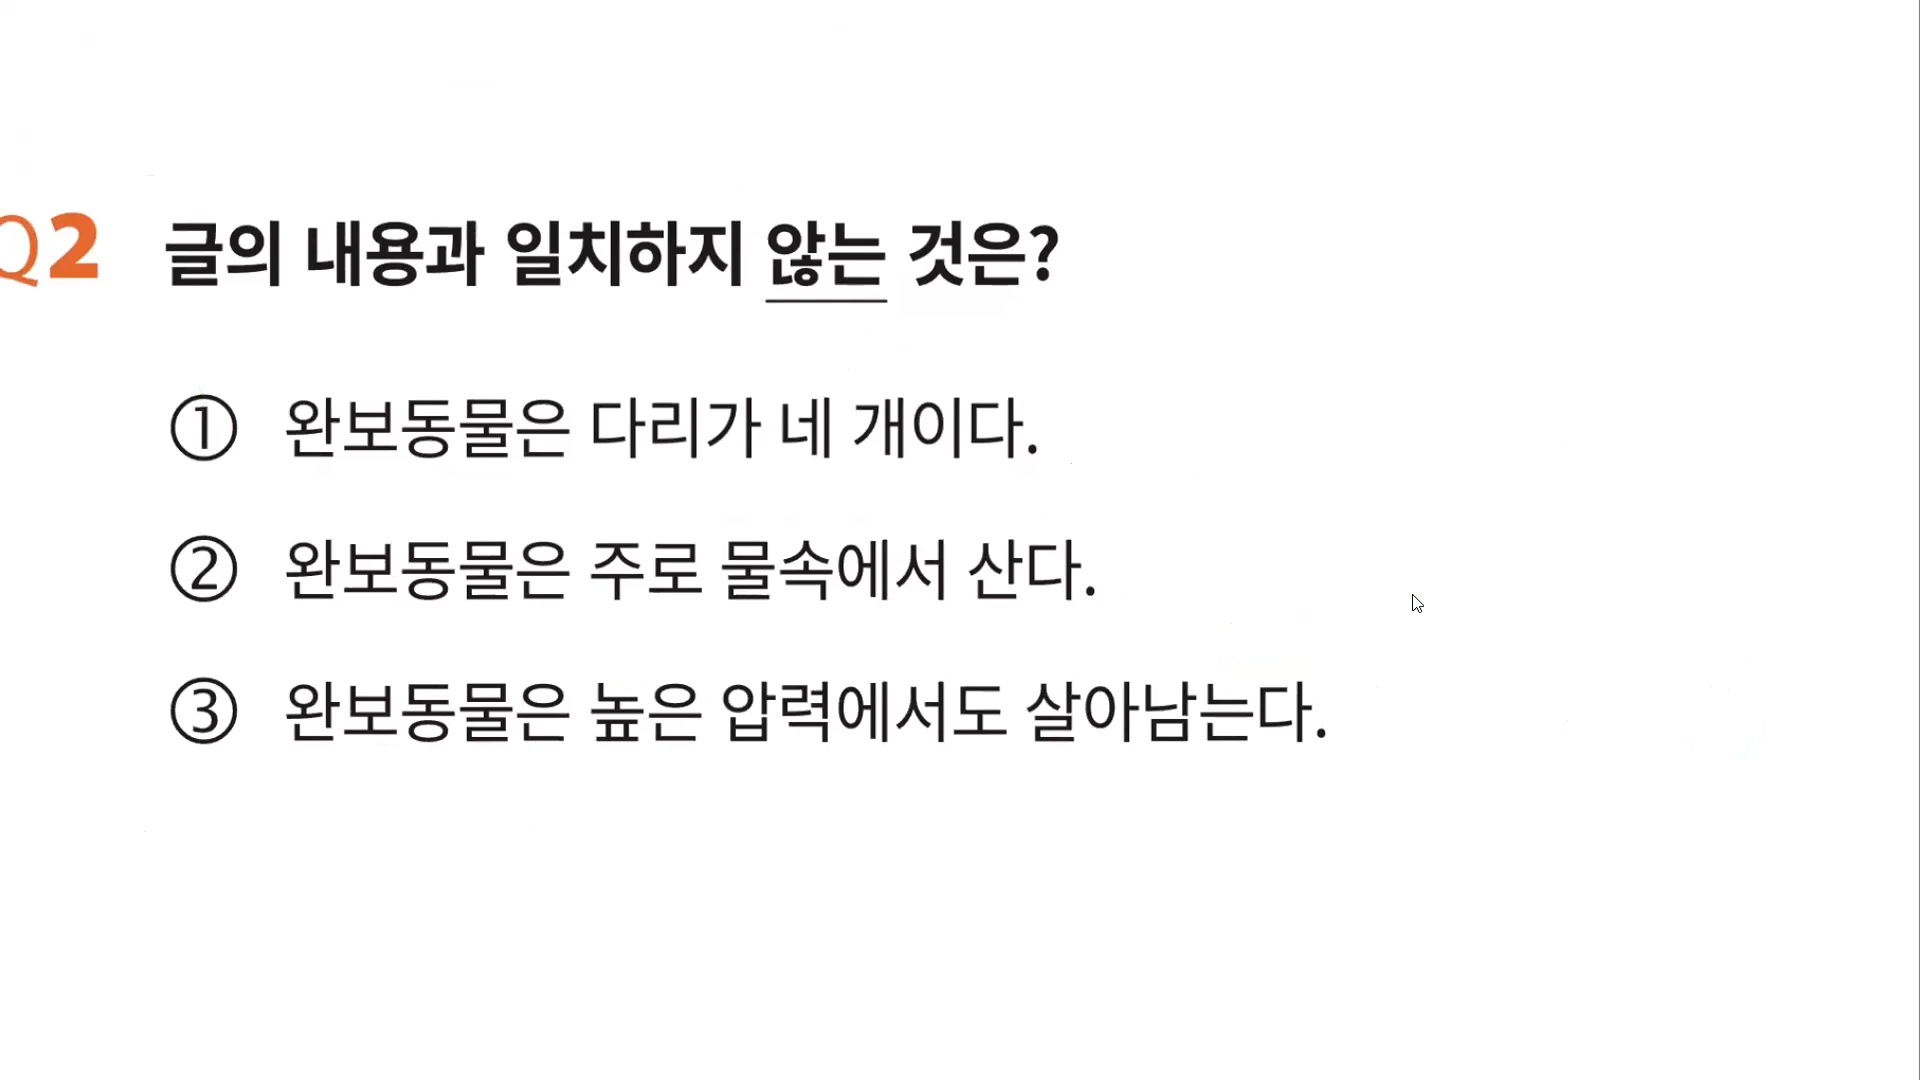 Q2 글의 내용과 일치하지 않는 것은?
① 완보동물은 다리가 네 개이다.
② 완보동물은 주로 물속에서 산다.
③ 완보동물은 높은 압력에서도 살아남는다.